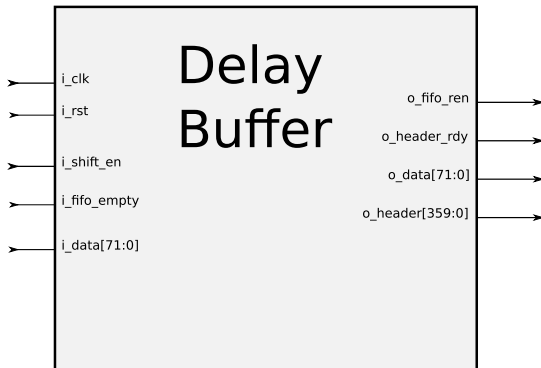 Delay
Buffer
i_clk
i_rst
i_shift_en
i_fifo_empty
i_data[71:0]
o_fifo_ren
o_header_rdy
o_data[71:0]
o_header[359:0]